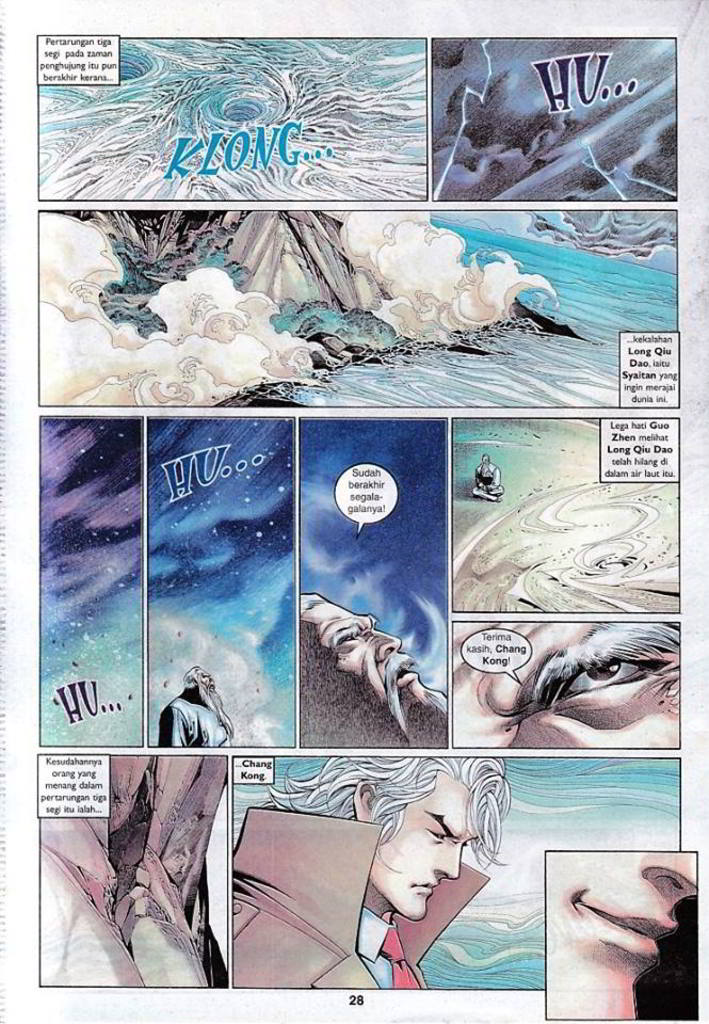 Pertarungan tiga
segi pada zaman
penghujung itu pun
berakhir kerana...
KLONG...
HU...
...kekalahan
Long Qiu
Dao, iaitu
Syaitan yang
ingin merajai
dunia ini.
HU...
HU...
Sudah
berakhir
segala-
galanya!
Lega hati Guo
Zhen melihat
Long Qiu Dao
telah hilang di
dalam air laut itu.
Terima
kasih, Chang
Kong!
Kesudahannya
orang yang
menang dalam
pertarungan tiga
segi itu ialah...
...Chang
Kong.
28